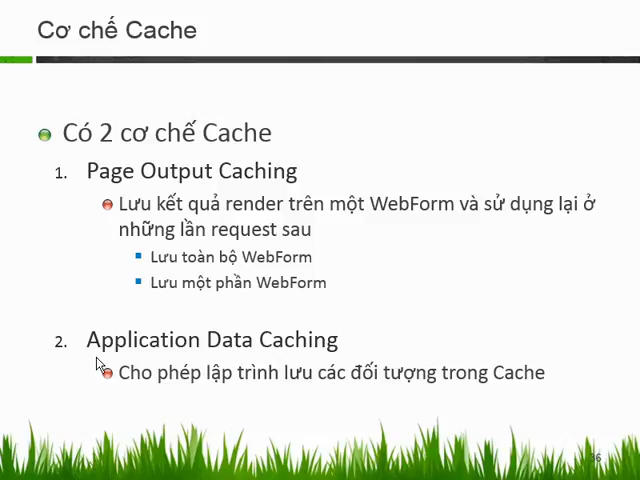 Cơ chế Cache
Có 2 cơ chế Cache
1. Page Output Caching
Lưu kết quả render trên một WebForm và sử dụng lại ở
những lần request sau
Lưu toàn bộ WebForm
Lưu một phần WebForm
2. Application Data Caching
Cho phép lập trình lưu các đối tượng trong Cache